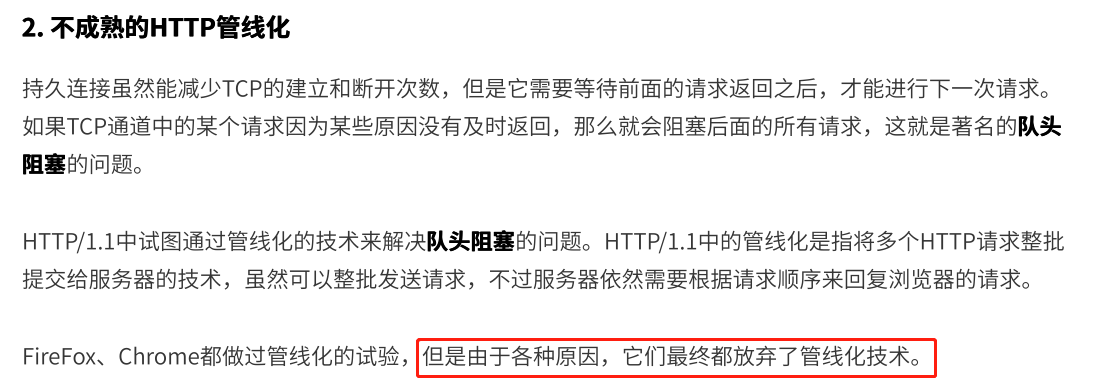 2. 不成熟的HTTP管线化
持久连接虽然能减少TCP的建立和断开次数，但是它需要等待前面的请求返回之后，才能进行下一次请求。
如果TCP通道中的某个请求因为某些原因没有及时返回，那么就会阻塞后面的所有请求，这就是著名的队头
阻塞的问题。
HTTP/1.1中试图通过管线化的技术来解决队头阻塞的问题。HTTP/1.1中的管线化是指将多个HTTP请求整批
提交给服务器的技术，虽然可以整批发送请求，不过服务器依然需要根据请求顺序来回复浏览器的请求。
FireFox、Chrome都做过管线化的试验，但是由于各种原因，它们最终都放弃了管线化技术。